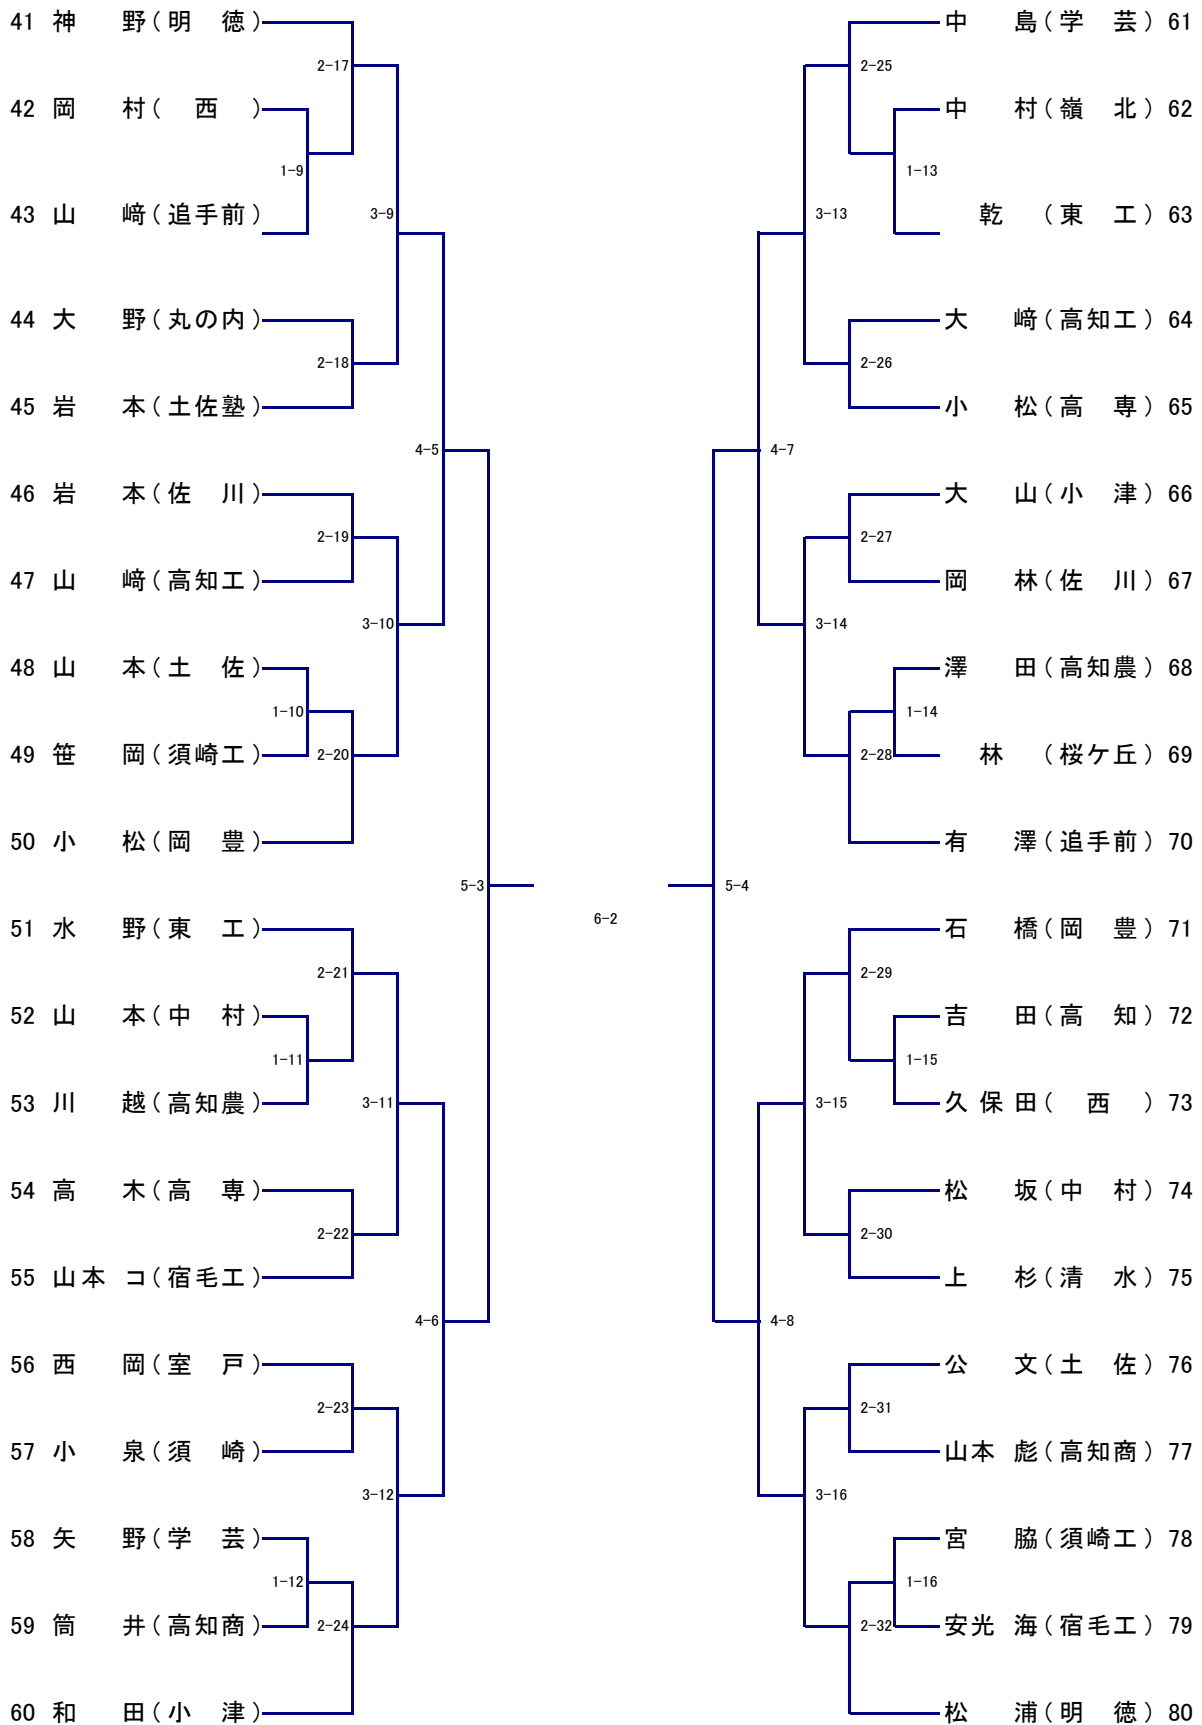 41 神 野(明 徳)
2-17
42 岡 村( 西 )
1-9
43 山 﨑(追手前)
3-9
44 大 野(丸の内)
2-18
45 岩 本(土佐塾)
4-5
46 岩 本(佐 川)
2-19
47 山 﨑(高知工)
3-10
48 山 本(土 佐)
1-10
49 笹 岡(須崎工)
2-20
50 小 松(岡 豊)
5-3
51 水 野(東 工)
2-21
52 山 本(中 村)
1-11
53 川 越(高知農)
3-11
54 高 木(高 専)
2-22
55 山本 コ(宿毛工)
4-6
56 西 岡(室 戸)
2-23
57 小 泉(須 崎)
3-12
58 矢 野(学 芸)
1-12
59 筒 井(高知商)
2-24
60 和 田(小 津)
6-2
中 島(学 芸) 61
2-25
中 村(嶺 北) 62
1-13
乾 (東 工) 63
3-13
大 﨑(高知工) 64
2-26
小 松(高 専) 65
4-7
大 山(小 津) 66
2-27
岡 林(佐 川) 67
3-14
澤 田(高知農) 68
1-14
林 (桜ケ丘) 69
2-28
有 澤(追手前) 70
5-4
石 橋(岡 豊) 71
2-29
吉 田(高 知) 72
1-15
久 保 田( 西 ) 73
3-15
松 坂(中 村) 74
2-30
上 杉(清 水) 75
4-8
公 文(土 佐) 76
2-31
山本 彪(高知商) 77
3-16
宮 脇(須崎工) 78
1-16
安光 海(宿毛工) 79
2-32
松 浦(明 徳) 80